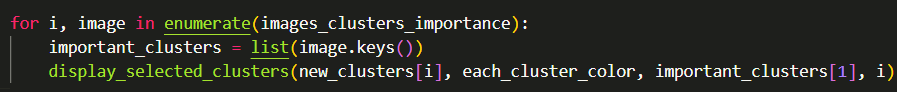 for i, image in enumerate(images_clusters_importance):
    important_clusters = list(image.keys())
    display_selected_clusters(new_clusters[i], each_cluster_color, important_clusters[1], i)